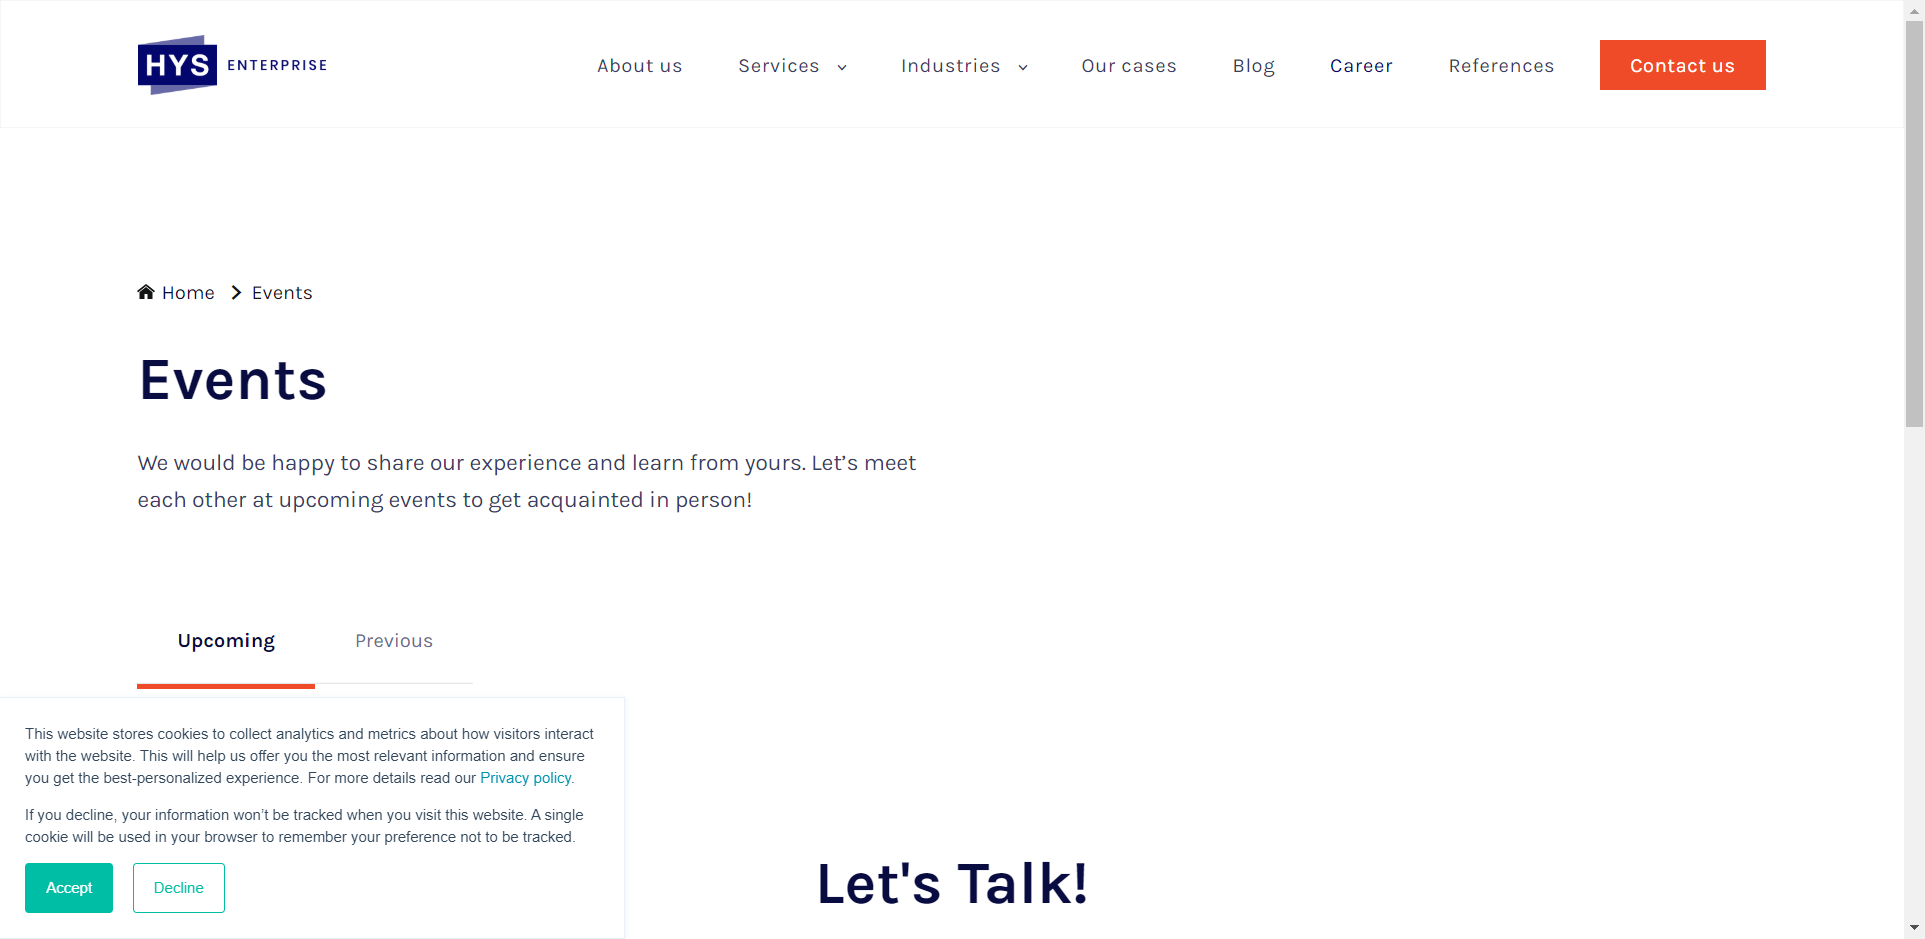 HYS ENTERPRISE
About us Services Industries Our cases Blog Career References Contact us
Home Events
Events
We would be happy to share our experience and learn from yours. Let’s meet
each other at upcoming events to get acquainted in person!
Upcoming Previous
This website stores cookies to collect analytics and metrics about how visitors interact
with the website. This will help us offer you the most relevant information and ensure
you get the best-personalized experience. For more details read our Privacy policy.
If you decline, your information won’t be tracked when you visit this website. A single
cookie will be used in your browser to remember your preference not to be tracked.
Accept Decline
Let's Talk!